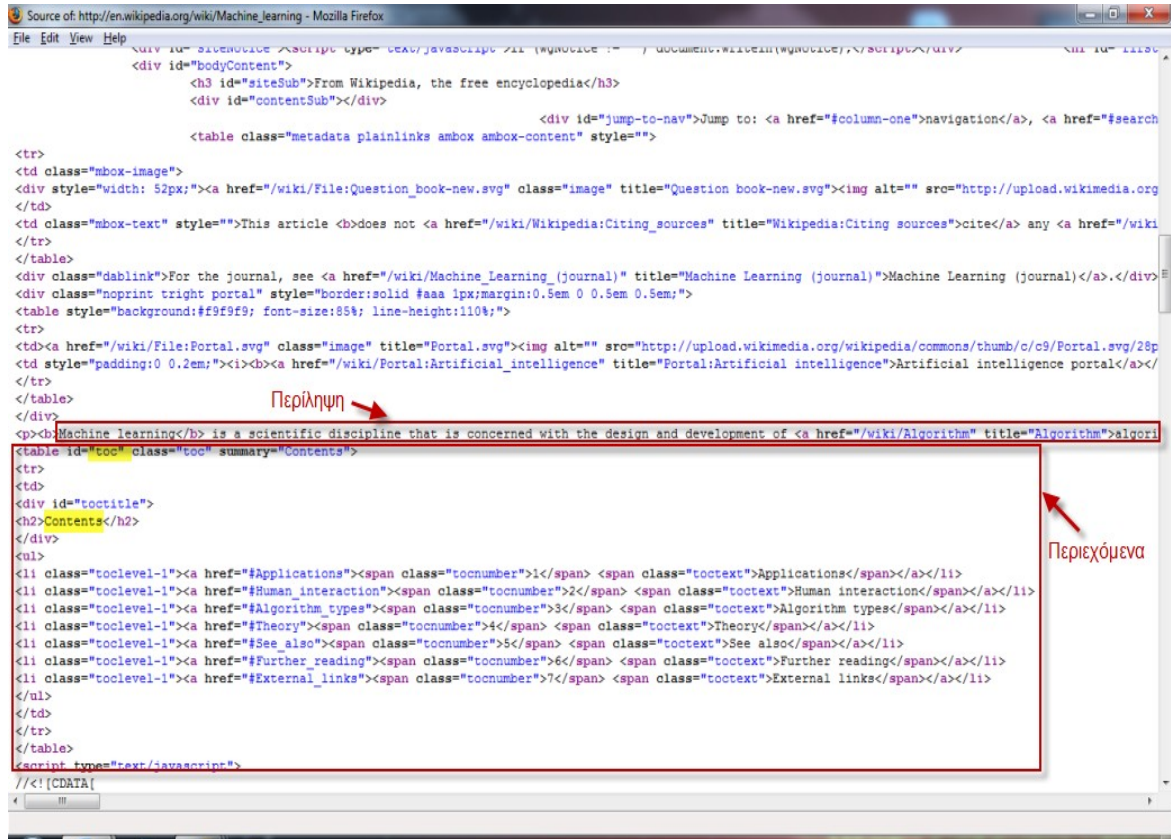 Source of: http://en.wikipedia.org/wiki/Machine_learning - Mozilla Firefox
File Edit View Help
<div id="siteNotice"><script type="text/javascript">if (wgNotice != '') document.writeln(wgNotice);</script></div> <h1 id="first
<div id="bodyContent">
<h3 id="siteSub">From Wikipedia, the free encyclopedia</h3>
<div id="contentSub"></div>
<div id="jump-to-nav">Jump to: <a href="#column-one">navigation</a>, <a href="#search
<table class="metadata plainlinks ambox ambox-content" style="">
<tr>
<td class="mbox-image">
<div style="width: 52px;"><a href="/wiki/File:Question_book-new.svg" class="image" title="Question book-new.svg"><img alt="" src="http://upload.wikimedia.org
</td>
<td class="mbox-text" style="">This article <b>does not <a href="/wiki/Wikipedia:Citing_sources" title="Wikipedia:Citing sources">cite</a> any <a href="/wiki
</tr>
</table>
<div class="dablink">For the journal, see <a href="/wiki/Machine_Learning_(journal)" title="Machine Learning (journal)">Machine Learning (journal)</a>.</div>
<div class="noprint tright portal" style="border:solid #aaa 1px;margin:0.5em 0 0.5em 0.5em;">
<table style="background:#f9f9f9; font-size:85%; line-height:110%;">
<tr>
<td><a href="/wiki/File:Portal.svg" class="image" title="Portal.svg"><img alt="" src="http://upload.wikimedia.org/wikipedia/commons/thumb/c/c9/Portal.svg/28p
<td style="padding:0 0.2em;"><i><b><a href="/wiki/Portal:Artificial_intelligence" title="Portal:Artificial intelligence">Artificial intelligence portal</a></
</tr>
</table>
</div>
Περίληψη
<p><b>Machine learning</b> is a scientific discipline that is concerned with the design and development of <a href="/wiki/Algorithm" title="Algorithm">algori
<table id="toc" class="toc" summary="Contents">
<tr>
<td>
<div id="toctitle">
<h2>Contents</h2>
</div>
<ul>
Περιεχόμενα
<li class="toclevel-1"><a href="#Applications"><span class="tocnumber">1</span> <span class="toctext">Applications</span></a></li>
<li class="toclevel-1"><a href="#Human_interaction"><span class="tocnumber">2</span> <span class="toctext">Human interaction</span></a></li>
<li class="toclevel-1"><a href="#Algorithm_types"><span class="tocnumber">3</span> <span class="toctext">Algorithm types</span></a></li>
<li class="toclevel-1"><a href="#Theory"><span class="tocnumber">4</span> <span class="toctext">Theory</span></a></li>
<li class="toclevel-1"><a href="#See_also"><span class="tocnumber">5</span> <span class="toctext">See also</span></a></li>
<li class="toclevel-1"><a href="#Further_reading"><span class="tocnumber">6</span> <span class="toctext">Further reading</span></a></li>
<li class="toclevel-1"><a href="#External_links"><span class="tocnumber">7</span> <span class="toctext">External links</span></a></li>
</ul>
</td>
</tr>
</table>
<script type="text/javascript">
//<![CDATA[